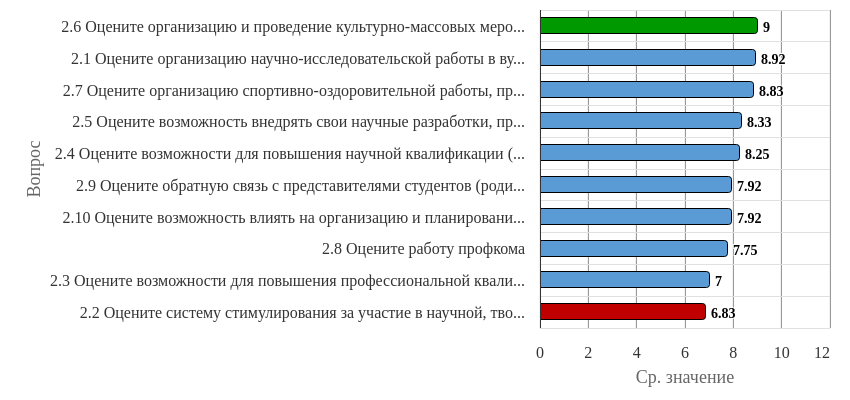 2.6 Оцените организацию и проведение культурно-массовых меро... 9
2.1 Оцените организацию научно-исследовательской работы в ву... 8.92
2.7 Оцените организацию спортивно-оздоровительной работы, пр... 8.83
2.5 Оцените возможность внедрять свои научные разработки, пр... 8.33
2.4 Оцените возможности для повышения научной квалификации (... 8.25
2.9 Оцените обратную связь с представителями студентов (роди... 7.92
2.10 Оцените возможность влиять на организацию и планировани... 7.92
2.8 Оцените работу профкома 7.75
2.3 Оцените возможности для повышения профессиональной квали... 7
2.2 Оцените систему стимулирования за участие в научной, тво... 6.83
Вопрос
0 2 4 6 8 10 12
Ср. значение